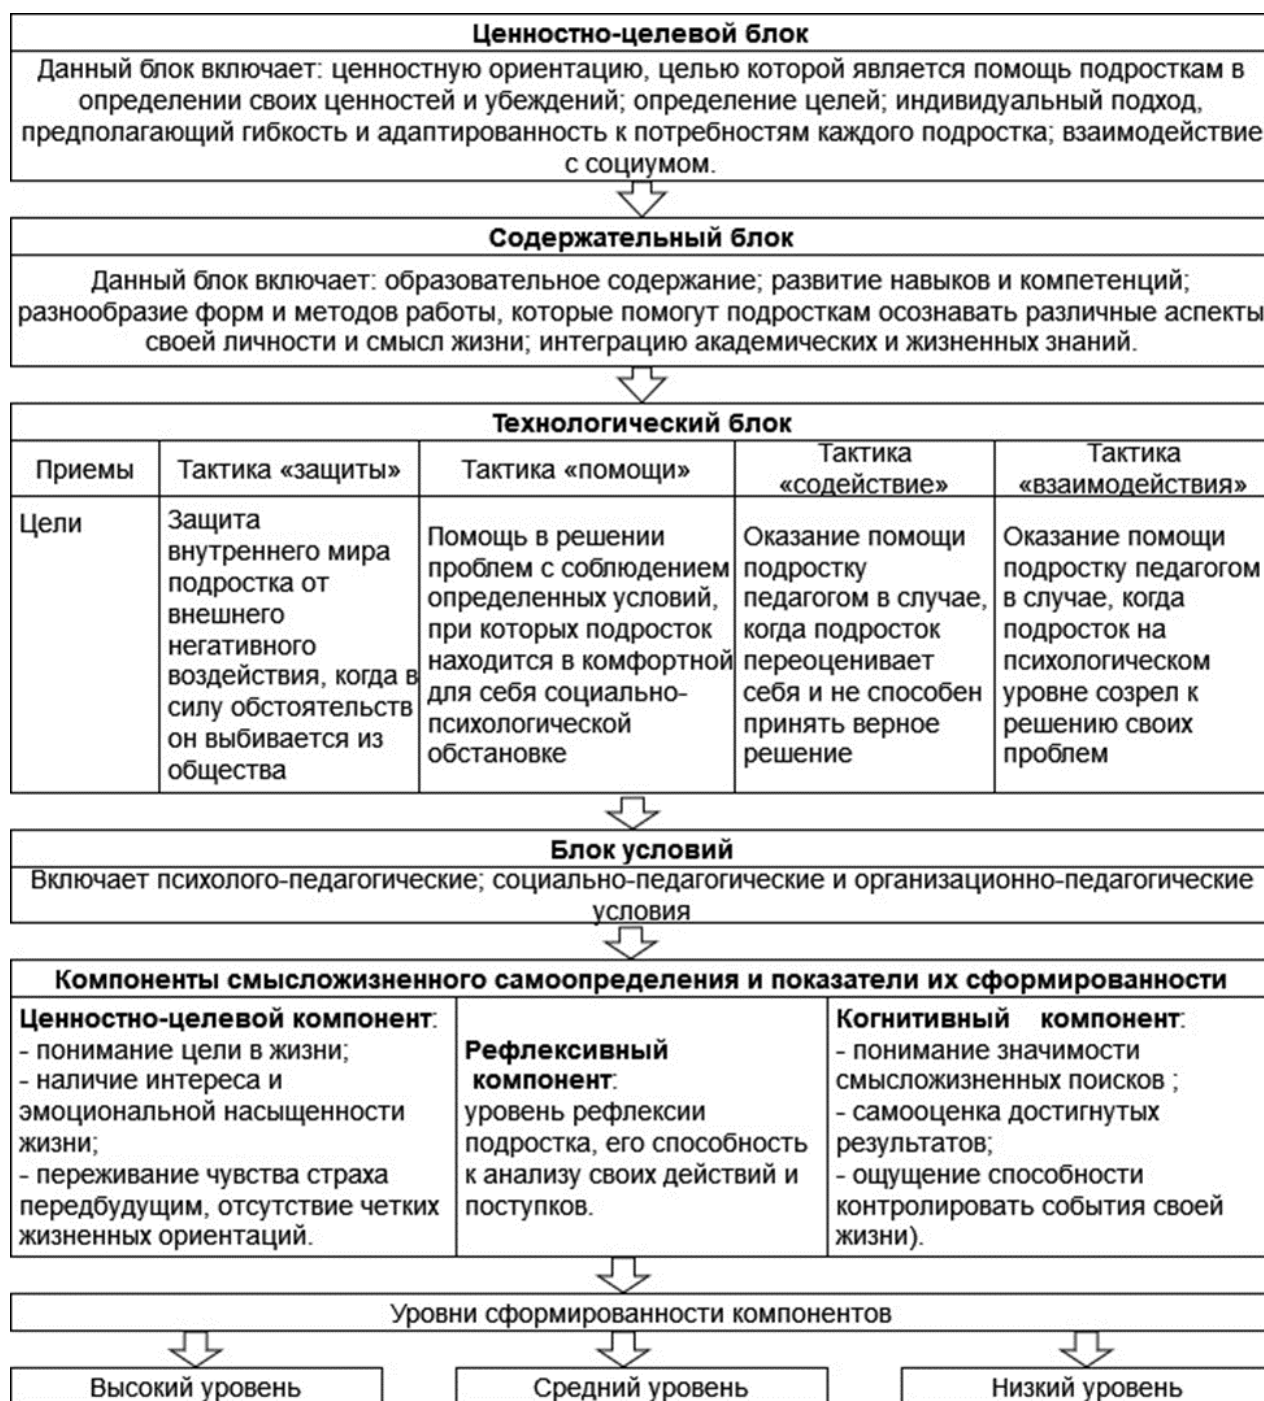 Ценностно-целевой блок
Данный блок включает: ценностную ориентацию, целью которой является помощь подросткам в
определении своих ценностей и убеждений; определение целей; индивидуальный подход,
предполагающий гибкость и адаптированность к потребностям каждого подростка; взаимодействие
с социумом.
Содержательный блок
Данный блок включает: образовательное содержание; развитие навыков и компетенций;
разнообразие форм и методов работы, которые помогут подросткам осознавать различные аспекты
своей личности и смысл жизни; интеграцию академических и жизненных знаний.
Технологический блок
Приемы
Тактика «защиты»
Тактика «помощи»
Тактика
«содействие»
Тактика
«взаимодействия»
Цели
Защита
внутреннего мира
подростка от
внешнего
негативного
воздействия, когда в
силу обстоятельств
он выбивается из
общества
Помощь в решении
проблем с соблюдением
определенных условий,
при которых подросток
находится в комфортной
для себя социально-
психологической
обстановке
Оказание помощи
подростку
педагогом в случае,
когда подросток
переоценивает
себя и не способен
принять верное
решение
Оказание помощи
подростку педагогом
в случае, когда
подросток на
психологическом
уровне созрел к
решению своих
проблем
Блок условий
Включает психолого-педагогические; социально-педагогические и организационно-педагогические
условия
Компоненты смысложизненного самоопределения и показатели их сформированности
Ценностно-целевой компонент:
- понимание цели в жизни;
- наличие интереса и
эмоциональной насыщенности
жизни;
- переживание чувства страха
передбудущим, отсутствие четких
жизненных ориентаций.
Рефлексивный
компонент:
уровень рефлексии
подростка, его способность
к анализу своих действий и
поступков.
Когнитивный компонент:
- понимание значимости
смысложизненных поисков ;
- самооценка достигнутых
результатов;
- ощущение способности
контролировать события своей
жизни).
Уровни сформированности компонентов
Высокий уровень
Средний уровень
Низкий уровень